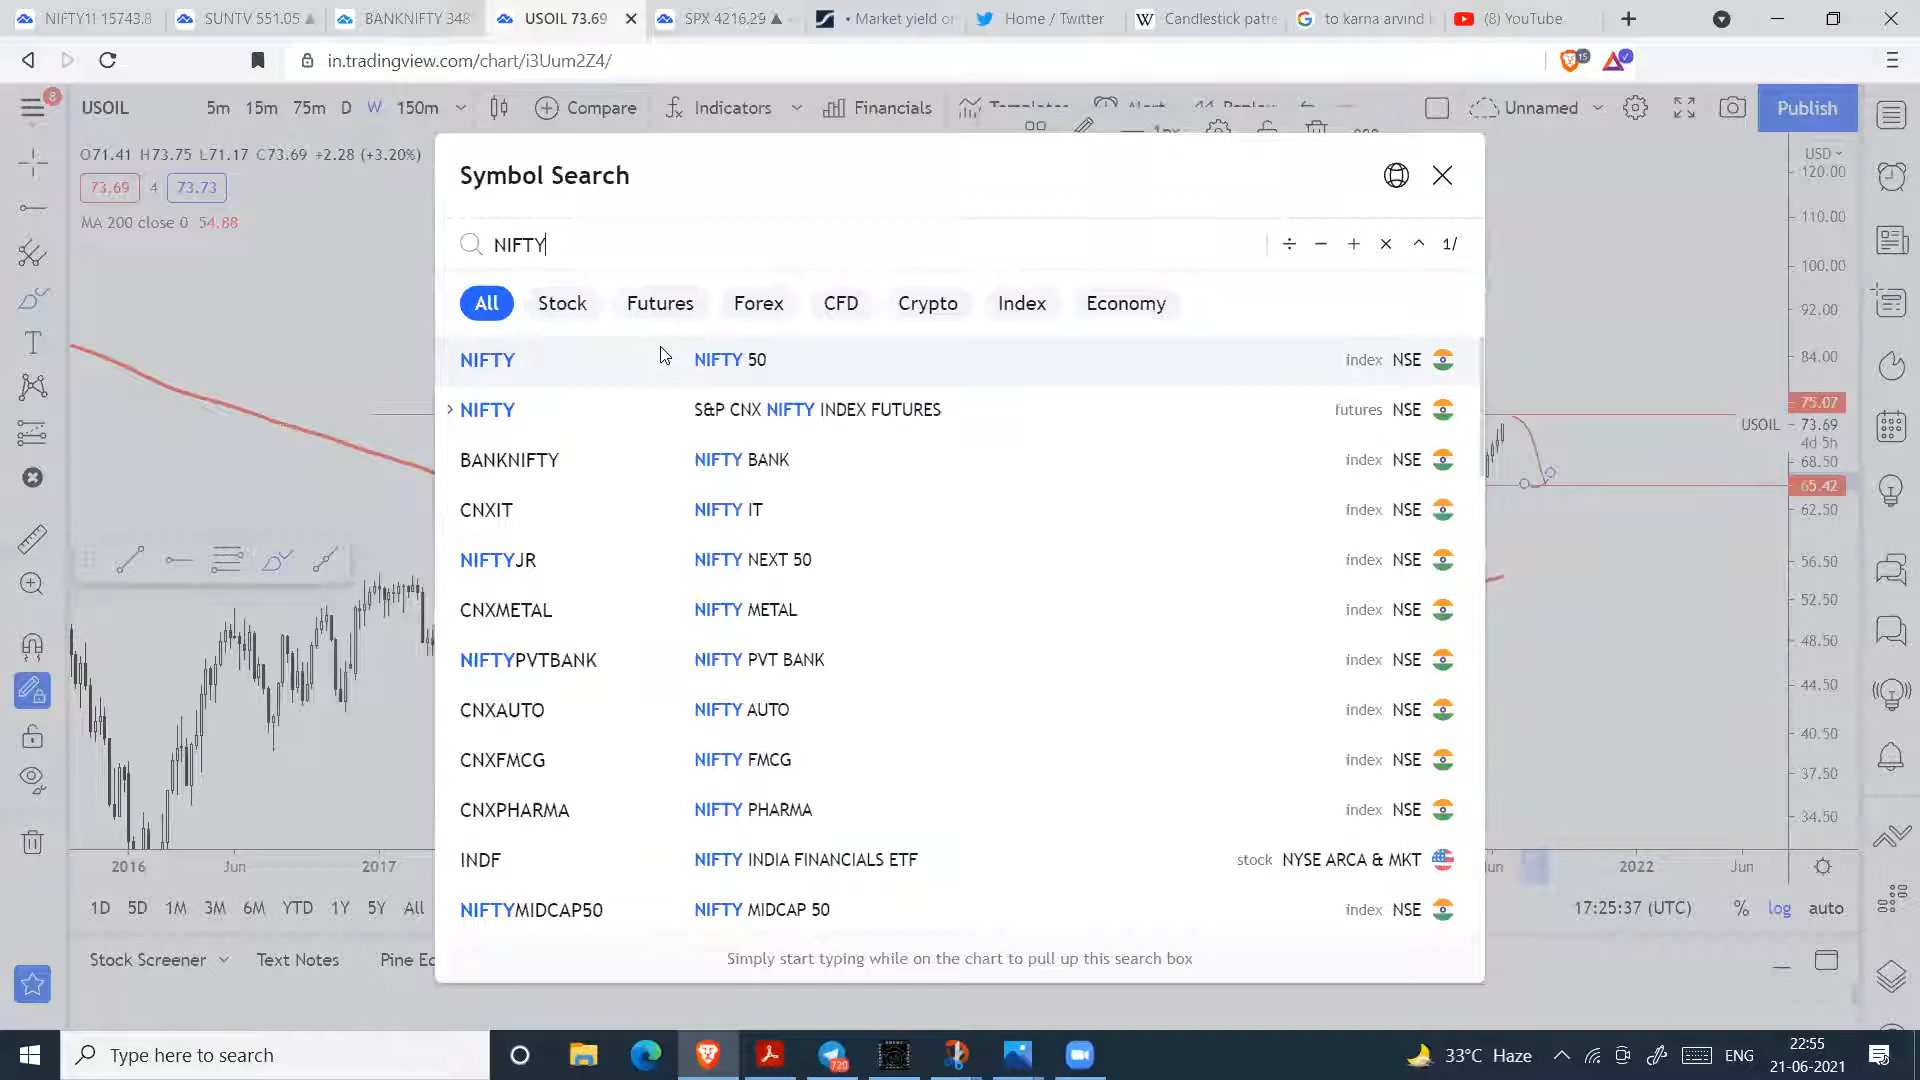 NIFTY11 15743.8
SUNTV 551.05 ▲
BANKNIFTY 348
USOIL 73.69
SPX 4216.29 ▲
• Market yield or
Home / Twitter
Candlestick patte
to karna arvind
(8) YouTube
in.tradingview.com/chart/i3Uum2Z4/
15
8
USOIL
5m 15m 75m D W 150m
Compare
Indicators
Financials
Unnamed
Publish
O71.41 H73.75 L71.17 C73.69 +2.28 (+3.20%)
73.69 4 73.73
MA 200 close 0 54.88
Symbol Search
NIFTY
÷ − + × ^ 1/
All Stock Futures Forex CFD Crypto Index Economy
NIFTY NIFTY 50 index NSE
NIFTY S&P CNX NIFTY INDEX FUTURES futures NSE
BANKNIFTY NIFTY BANK index NSE
CNXIT NIFTY IT index NSE
NIFTYJR NIFTY NEXT 50 index NSE
CNXMETAL NIFTY METAL index NSE
NIFTYPVTBANK NIFTY PVT BANK index NSE
CNXAUTO NIFTY AUTO index NSE
CNXFMCG NIFTY FMCG index NSE
CNXPHARMA NIFTY PHARMA index NSE
INDF NIFTY INDIA FINANCIALS ETF stock NYSE ARCA & MKT
NIFTYMIDCAP50 NIFTY MIDCAP 50 index NSE
Simply start typing while on the chart to pull up this search box
USD
120.00
110.00
100.00
92.00
84.00
75.07
USOIL 73.69
4d 5h
68.50
65.42
62.50
56.50
52.50
48.50
44.50
40.50
37.50
34.50
2016 Jun 2017
2022 Jun
1D 5D 1M 3M 6M YTD 1Y 5Y All
17:25:37 (UTC) % log auto
Stock Screener
Text Notes
Pine Ec
Type here to search
720
33°C Haze
ENG
22:55
21-06-2021